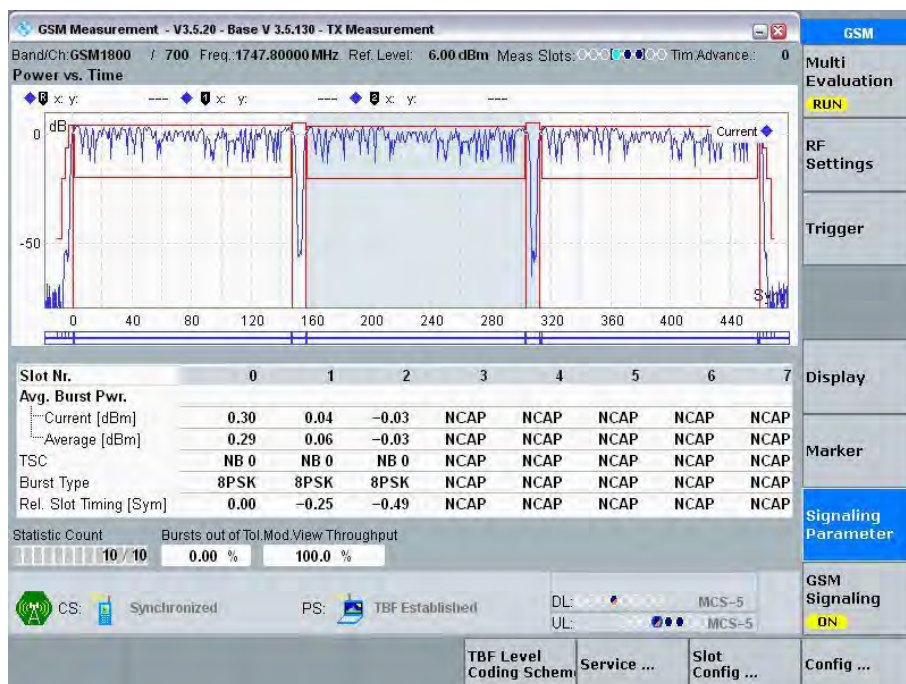 GSM Measurement - V3.5.20 - Base V 3.5.130 - TX Measurement
GSM
Band/Ch:GSM1800 / 700 Freq.:1747.80000 MHz Ref. Level: 6.00 dBm Meas Slots: Tim.Advance.: 0
Power vs. Time
Multi Evaluation
RUN
R x: y: --- 1 x: y: --- 2 x: y: ---
dB
Current
0
-50
0 40 80 120 160 200 240 280 320 360 400 440
RF Settings
Trigger
Slot Nr. 0 1 2 3 4 5 6 7
Avg. Burst Pwr.
Current [dBm] 0.30 0.04 -0.03 NCAP NCAP NCAP NCAP NCAP
Average [dBm] 0.29 0.06 -0.03 NCAP NCAP NCAP NCAP NCAP
TSC NB 0 NB 0 NB 0 NCAP NCAP NCAP NCAP NCAP
Burst Type 8PSK 8PSK 8PSK NCAP NCAP NCAP NCAP NCAP
Rel. Slot Timing [Sym] 0.00 -0.25 -0.49 NCAP NCAP NCAP NCAP NCAP
Display
Marker
Signaling Parameter
Statistic Count Bursts out of Tol. Mod.View Throughput
10 / 10 0.00 % 100.0 %
CS: Synchronized PS: TBF Established
DL: MCS-5
UL: MCS-5
GSM Signaling
ON
TBF Level
Coding Schem
Service ...
Slot Config ...
Config ...